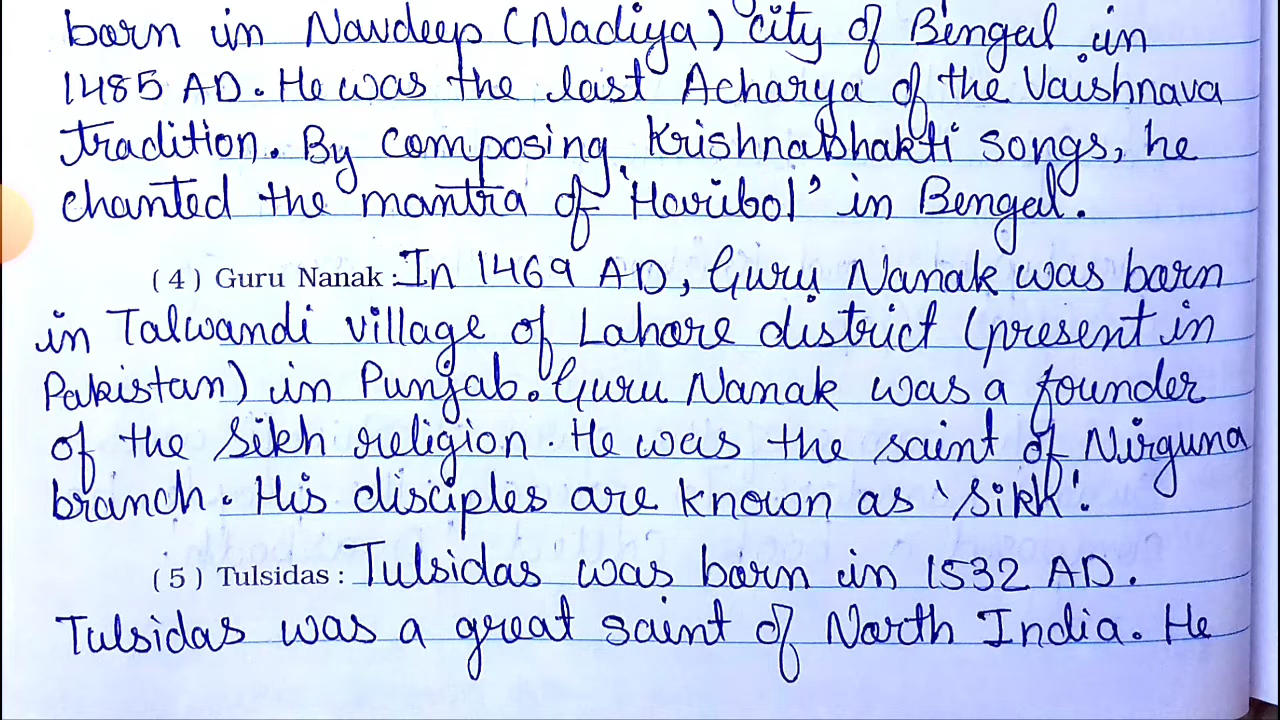 born in Navdeep (Nadiya) city of Bengal in
1485 AD. He was the last Acharya of the Vaishnava
tradition. By composing Krishnabhakti songs, he
chanted the mantra of 'Haribol' in Bengal.
(4) Guru Nanak : In 1469 AD, Guru Nanak was born
in Talwandi village of Lahore district (present in
Pakistan) in Punjab. Guru Nanak was a founder
of the Sikh religion. He was the saint of Nirguna
branch. His disciples are known as 'Sikh'.
(5) Tulsidas : Tulsidas was born in 1532 AD.
Tulsidas was a great saint of North India. He